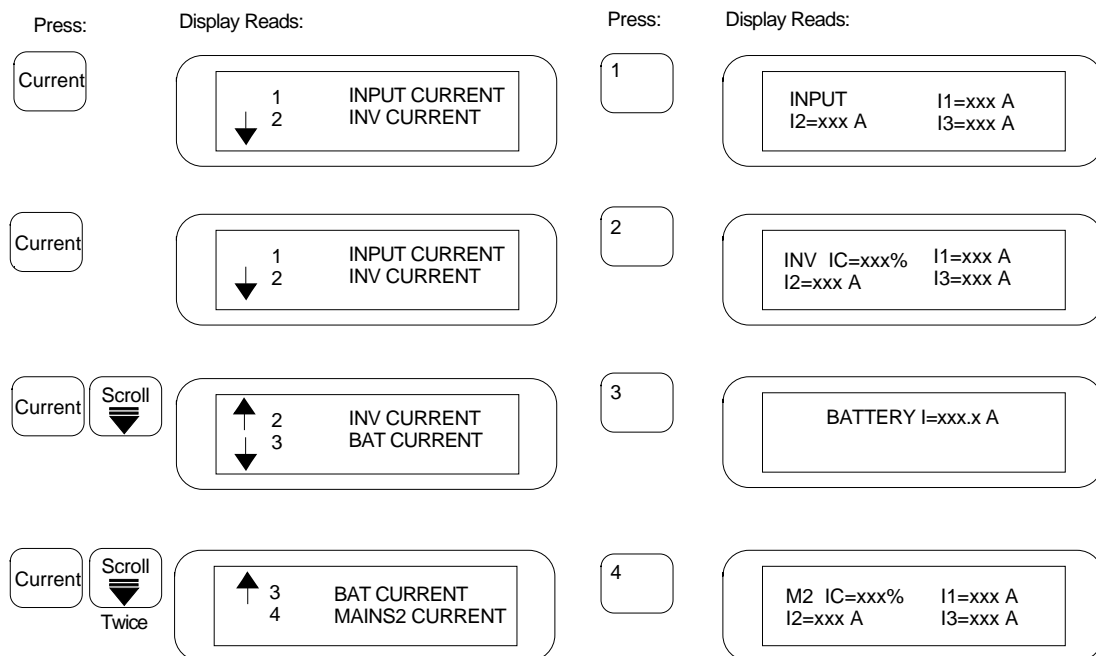 Press: Display Reads: Press: Display Reads:
Current
1 INPUT CURRENT
2 INV CURRENT
1
INPUT I1=xxx A
I2=xxx A I3=xxx A
Current
1 INPUT CURRENT
2 INV CURRENT
2
INV IC=xxx% I1=xxx A
I2=xxx A I3=xxx A
Current Scroll
2 INV CURRENT
3 BAT CURRENT
3
BATTERY I=xxx.x A
Current Scroll
Twice
3 BAT CURRENT
4 MAINS2 CURRENT
4
M2 IC=xxx% I1=xxx A
I2=xxx A I3=xxx A